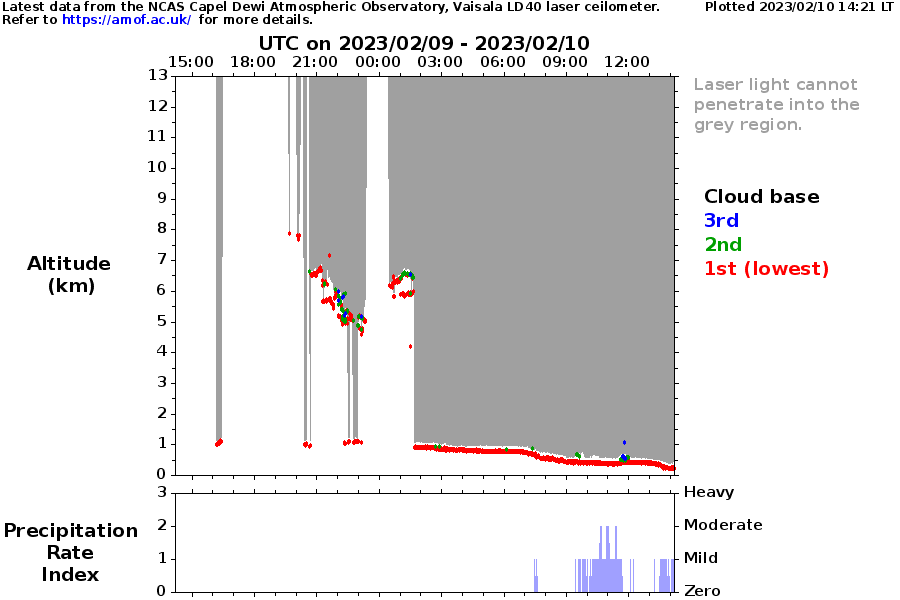 Latest data from the NCAS Capel Dewi Atmospheric Observatory, Vaisala LD40 laser ceilometer.
Plotted 2023/02/10 14:21 LT
Refer to https://amof.ac.uk/ for more details.
UTC on 2023/02/09 - 2023/02/10
15:00 18:00 21:00 00:00 03:00 06:00 09:00 12:00
13
12
11
10
9
8
7
6
5
4
3
2
1
0
Altitude
(km)
Laser light cannot
penetrate into the
grey region.
Cloud base
3rd
2nd
1st (lowest)
3
2
1
0
Precipitation
Rate
Index
Heavy
Moderate
Mild
Zero